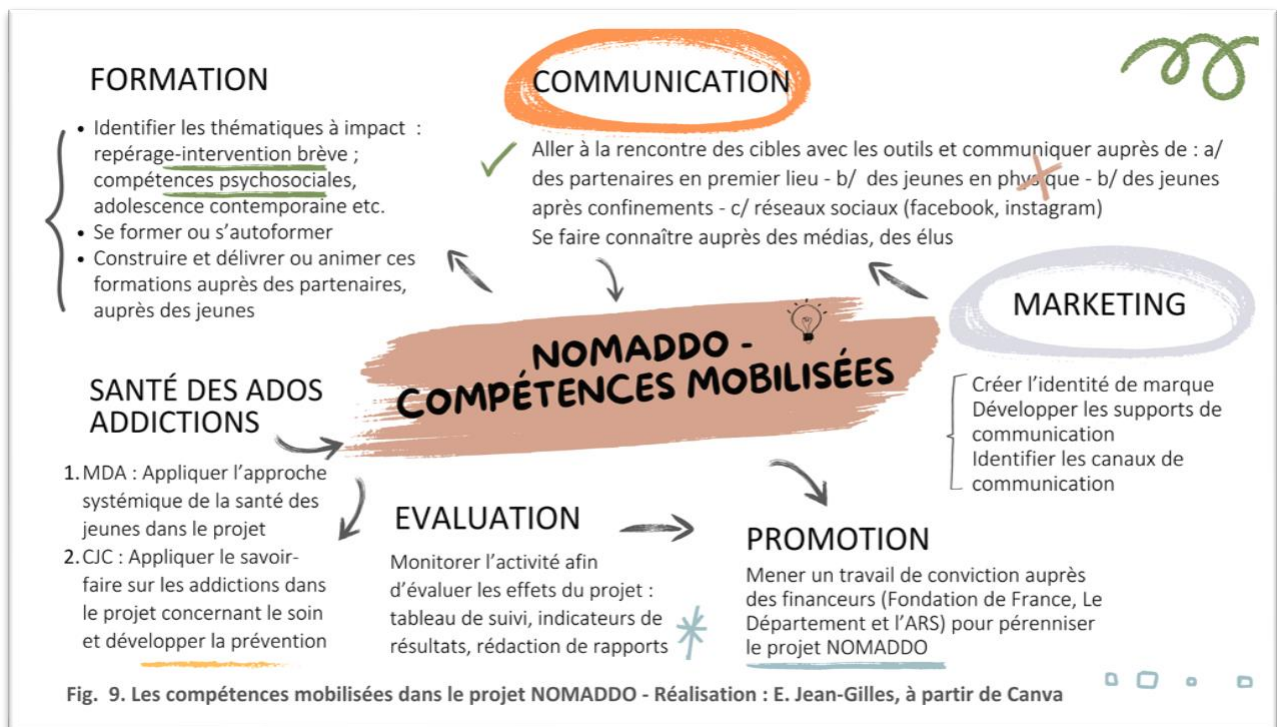 FORMATION
• Identifier les thématiques à impact :
repérage-intervention brève ;
compétences psychosociales,
adolescence contemporaine etc.
• Se former ou s'autoformer
• Construire et délivrer ou animer ces
formations auprès des partenaires,
auprès des jeunes
COMMUNICATION
Aller à la rencontre des cibles avec les outils et communiquer auprès de : a/
des partenaires en premier lieu - b/ des jeunes en physique - b/ des jeunes
après confinements - c/ réseaux sociaux (facebook, instagram)
Se faire connaître auprès des médias, des élus
MARKETING
Créer l'identité de marque
Développer les supports de
communication
Identifier les canaux de
communication
NOMADDO -
COMPÉTENCES MOBILISÉES
SANTÉ DES ADOS
ADDICTIONS
1. MDA : Appliquer l'approche
systémique de la santé des
jeunes dans le projet
2. CJC : Appliquer le savoir-
faire sur les addictions dans
le projet concernant le soin
et développer la prévention
EVALUATION
Monitorer l'activité afin
d'évaluer les effets du projet :
tableau de suivi, indicateurs de
résultats, rédaction de rapports
PROMOTION
Mener un travail de conviction auprès
des financeurs (Fondation de France, Le
Département et l'ARS) pour pérenniser
le projet NOMADDO
Fig. 9. Les compétences mobilisées dans le projet NOMADDO - Réalisation : E. Jean-Gilles, à partir de Canva